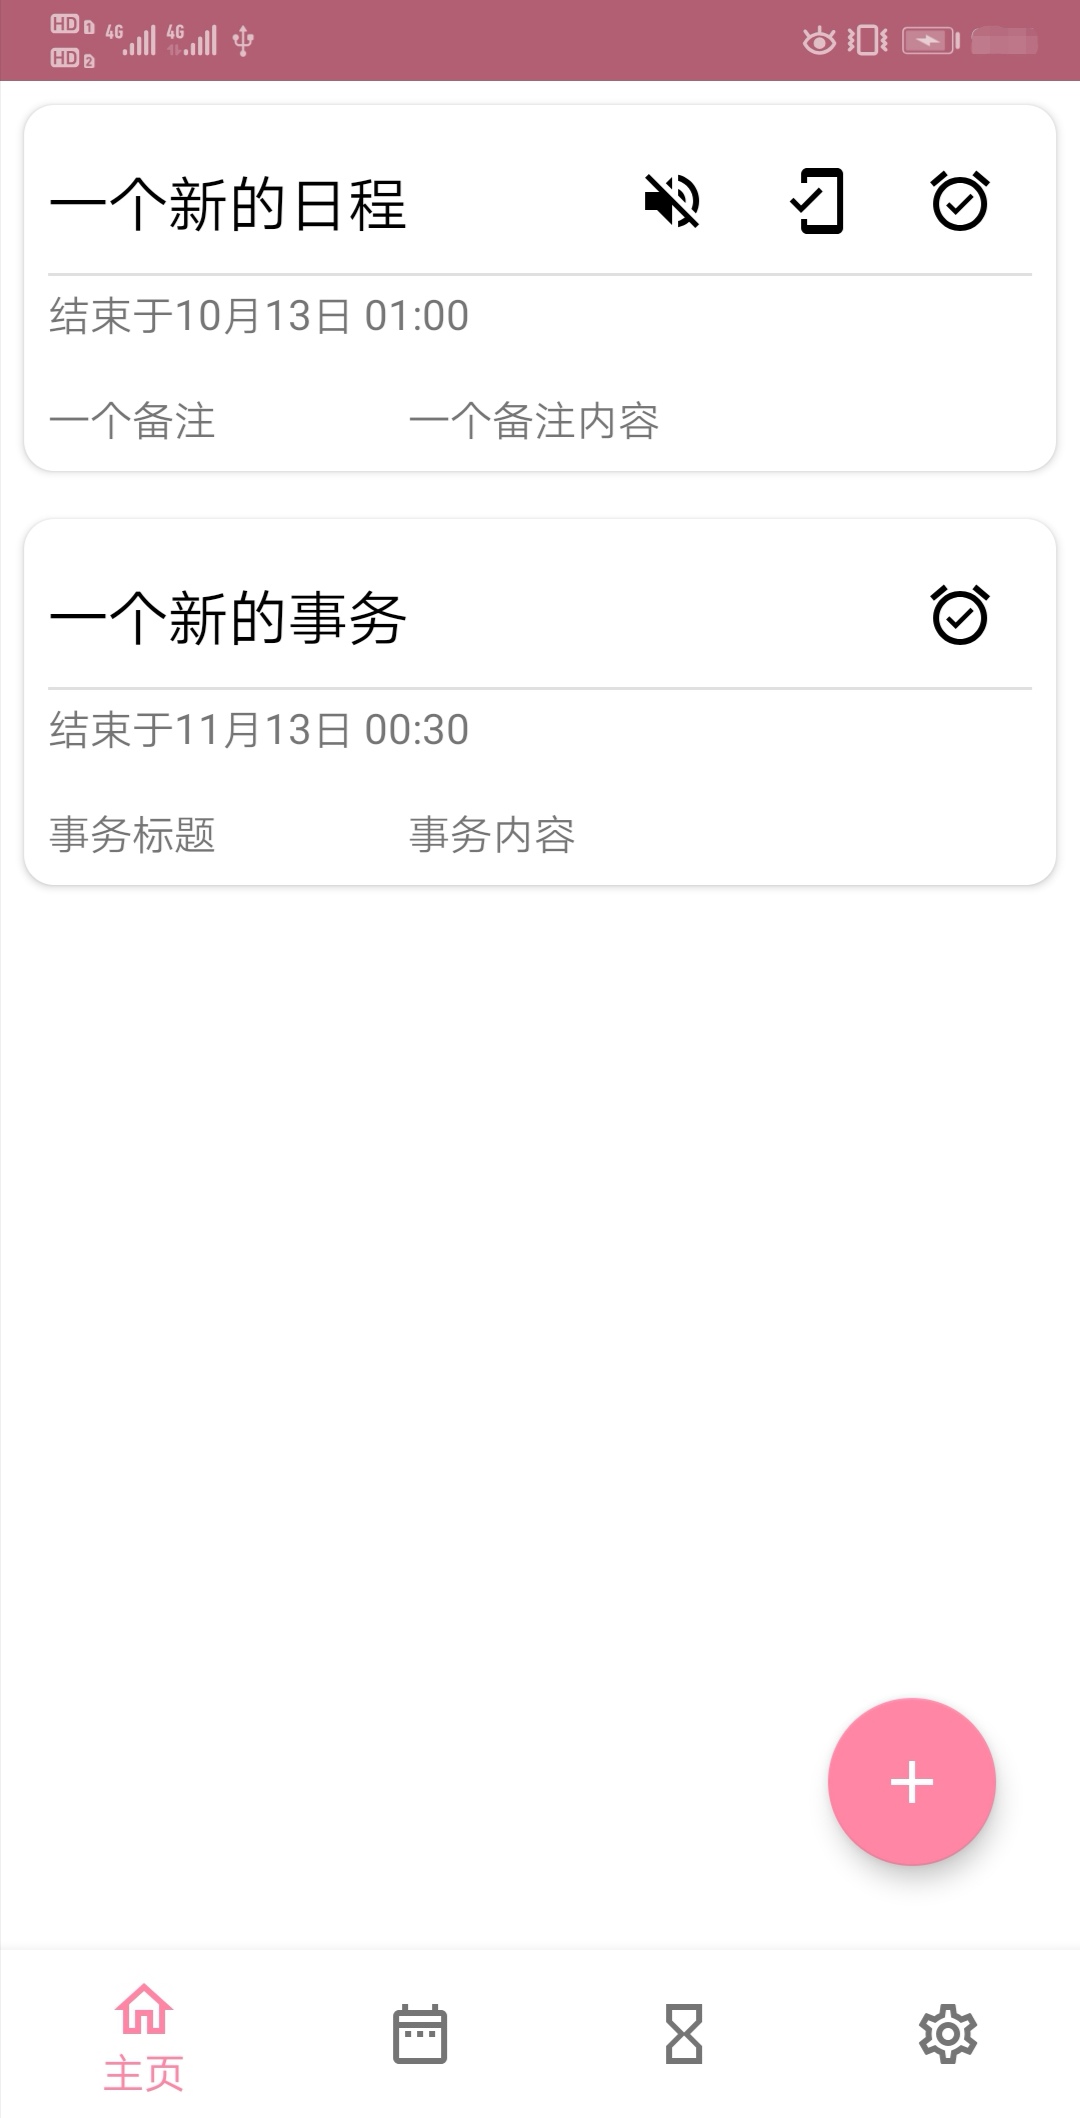 HD 1 4G 4G
HD 2
一个新的日程
结束于10月13日 01:00
一个备注 一个备注内容
一个新的事务
结束于11月13日 00:30
事务标题 事务内容
主页